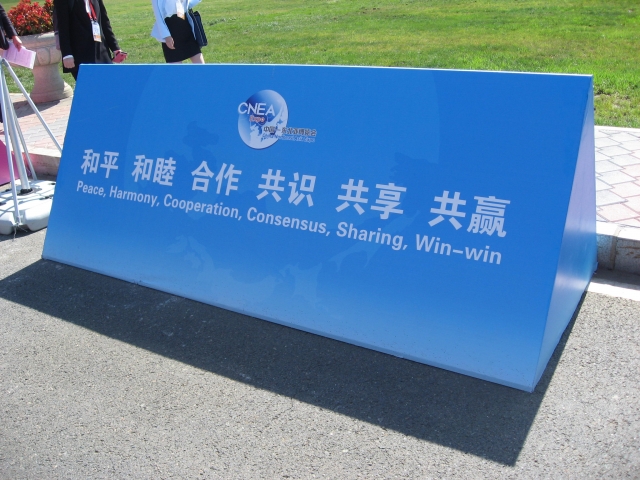 CNEA
Expo
和平 和睦 合作 共识 共享 共赢
Peace, Harmony, Cooperation, Consensus, Sharing, Win-win